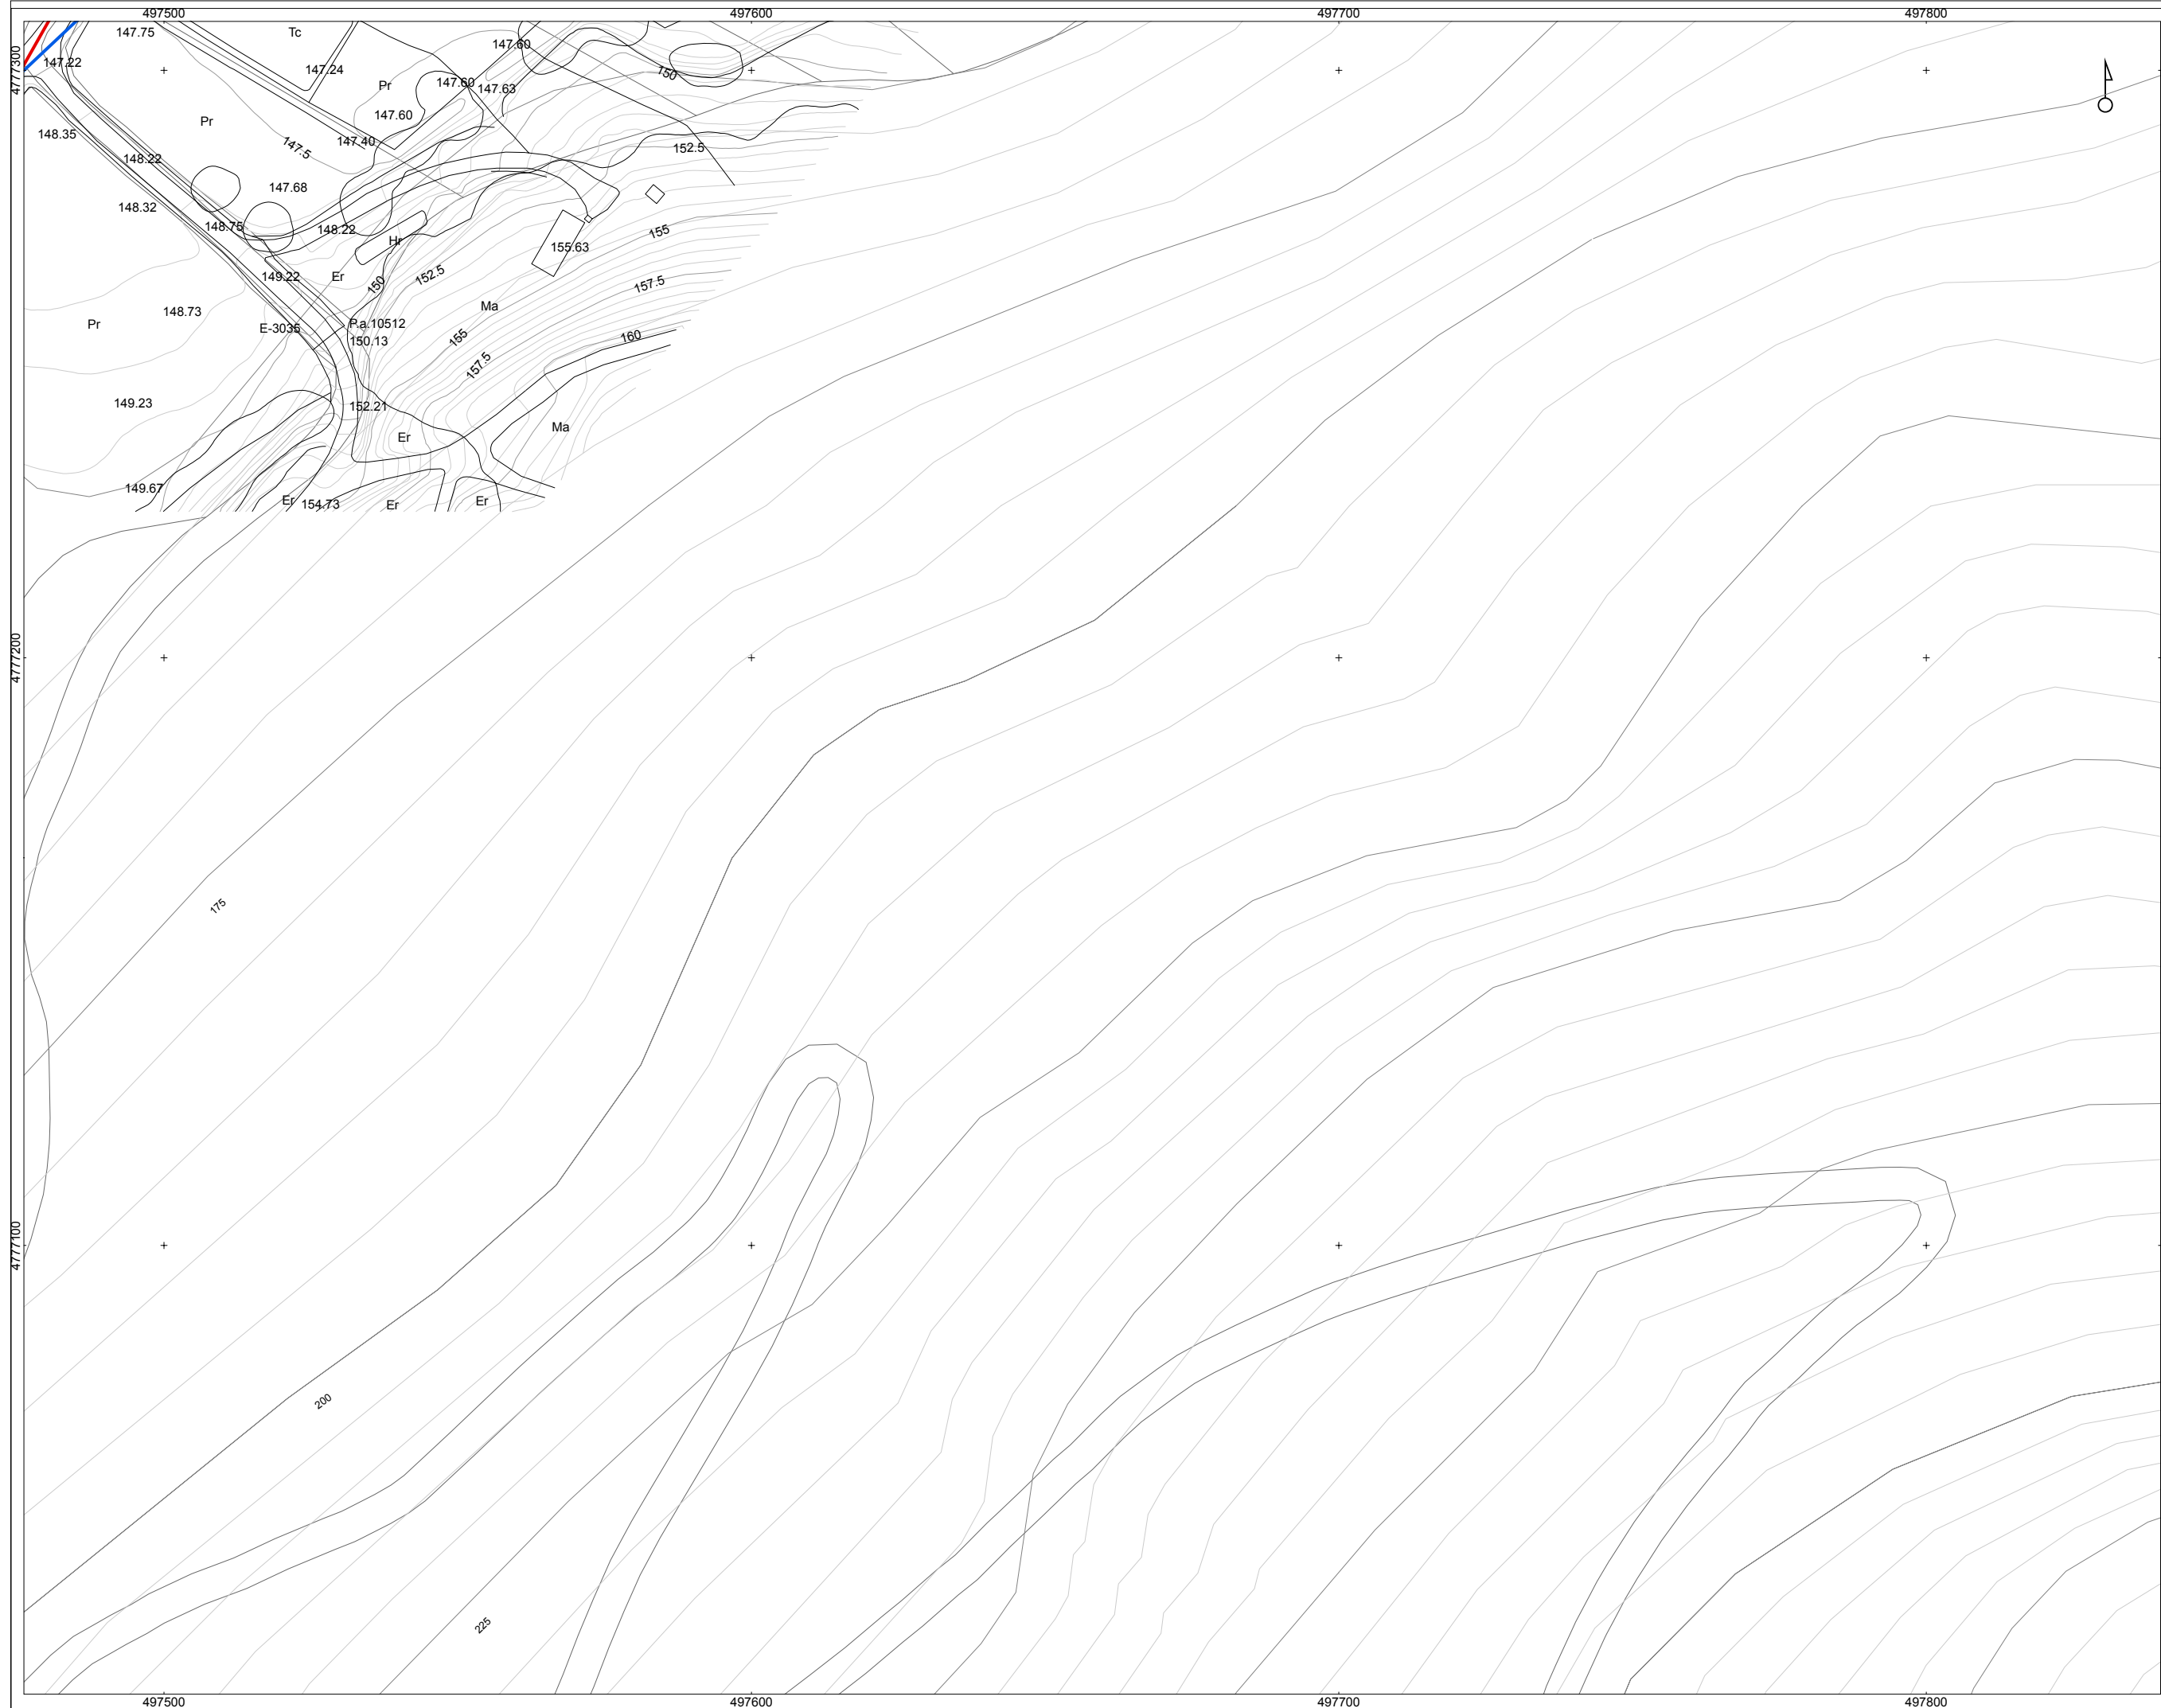 497500 497600 497700 497800
147.75 Tc 147.60
4777300 147.22 147.24 150
Pr 147.60 147.63
147.60
Pr
148.35 147.5 147.40 152.5
148.22
147.68
148.32
148.75 148.22 155
Hr 155.63
149.22 Er 150 152.5 157.5
Ma
148.73
Pr E-3035 P.a.10512
150.13 155 160
157.5
149.23 152.21
Er Ma
149.67
Er 154.73 Er Er
4777200
175
4777100
200
225
497500 497600 497700 497800